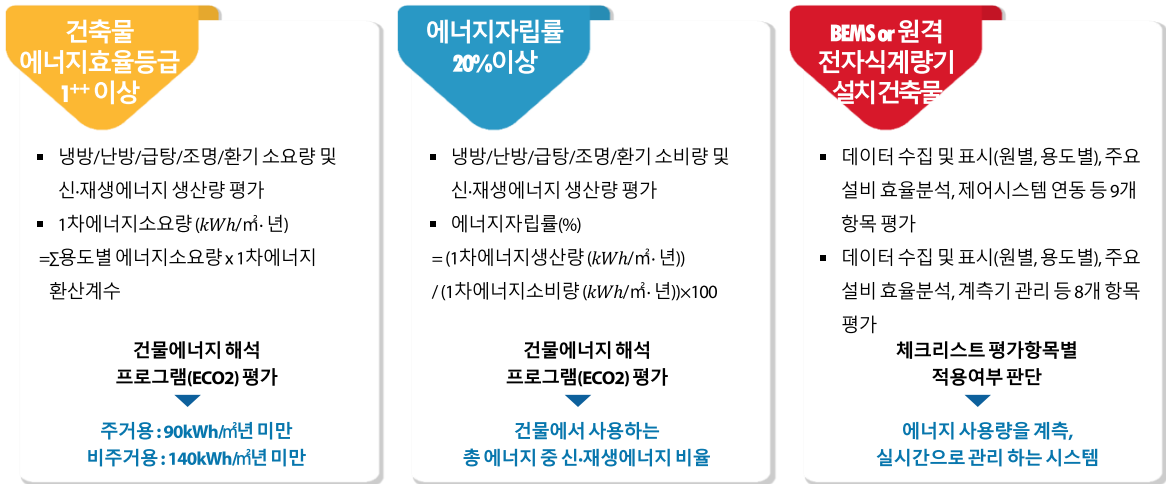 건축물
에너지효율등급
1++ 이상
냉방/난방/급탕/조명/환기 소요량 및
신·재생에너지 생산량 평가
1차에너지소요량 (kWh/㎡· 년)
=∑용도별 에너지소요량 x 1차에너지
환산계수
건물에너지 해석
프로그램(ECO2) 평가
주거용 : 90kWh/㎡년 미만
비주거용 : 140kWh/㎡년 미만
에너지자립률
20%이상
냉방/난방/급탕/조명/환기 소비량 및
신·재생에너지 생산량 평가
에너지자립률(%)
= (1차에너지생산량 (kWh/㎡· 년))
/ (1차에너지소비량 (kWh/㎡· 년))×100
건물에너지 해석
프로그램(ECO2) 평가
건물에서 사용하는
총 에너지 중 신·재생에너지 비율
BEMS or 원격
전자식계량기
설치 건축물
데이터 수집 및 표시(원별, 용도별), 주요
설비 효율분석, 제어시스템 연동 등 9개
항목 평가
데이터 수집 및 표시(원별, 용도별), 주요
설비 효율분석, 계측기 관리 등 8개 항목
평가
체크리스트 평가항목별
적용여부 판단
에너지 사용량을 계측,
실시간으로 관리 하는 시스템